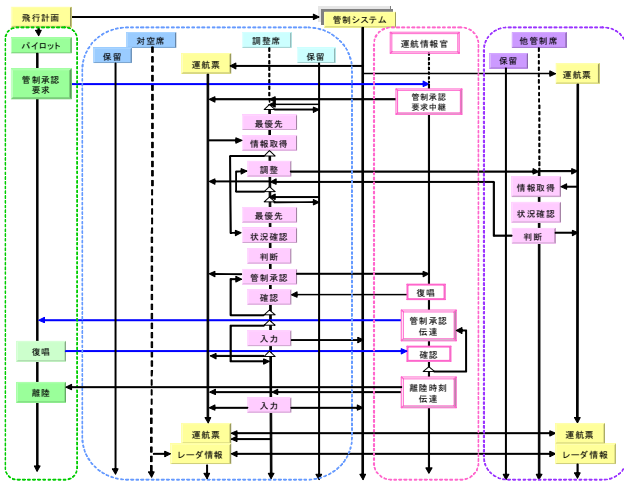 飛行計画
管制システム
パイロット
対空席
調整席
運航情報官
他管制席
保留
運航票
保留
保留
運航票
管制承認
要求
管制承認
要求中継
最優先
情報取得
調整
情報取得
最優先
状況確認
状況確認
判断
判断
管制承認
確認
復唱
管制承認
伝達
入力
復唱
確認
離陸
離陸時刻
伝達
入力
運航票
運航票
レーダ情報
レーダ情報